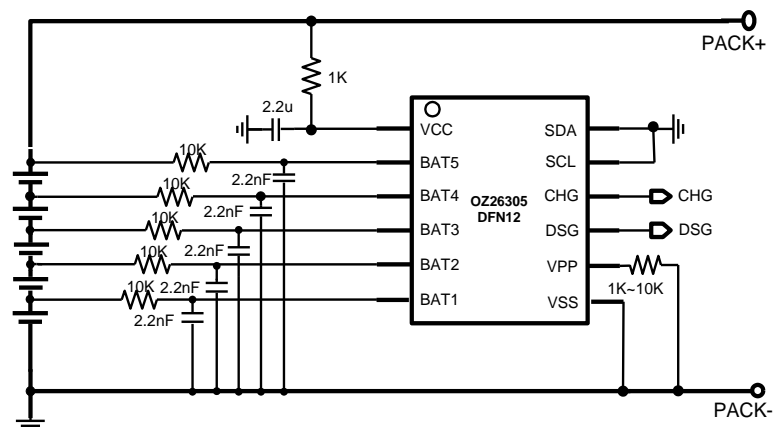 PACK+
1K
2.2u
VCC
SDA
10K
BAT5
SCL
10K
2.2nF
BAT4
OZ26305
DFN12
CHG
CHG
10K
2.2nF
BAT3
DSG
DSG
10K
2.2nF
BAT2
VPP
10K
2.2nF
BAT1
VSS
1K~10K
2.2nF
PACK-